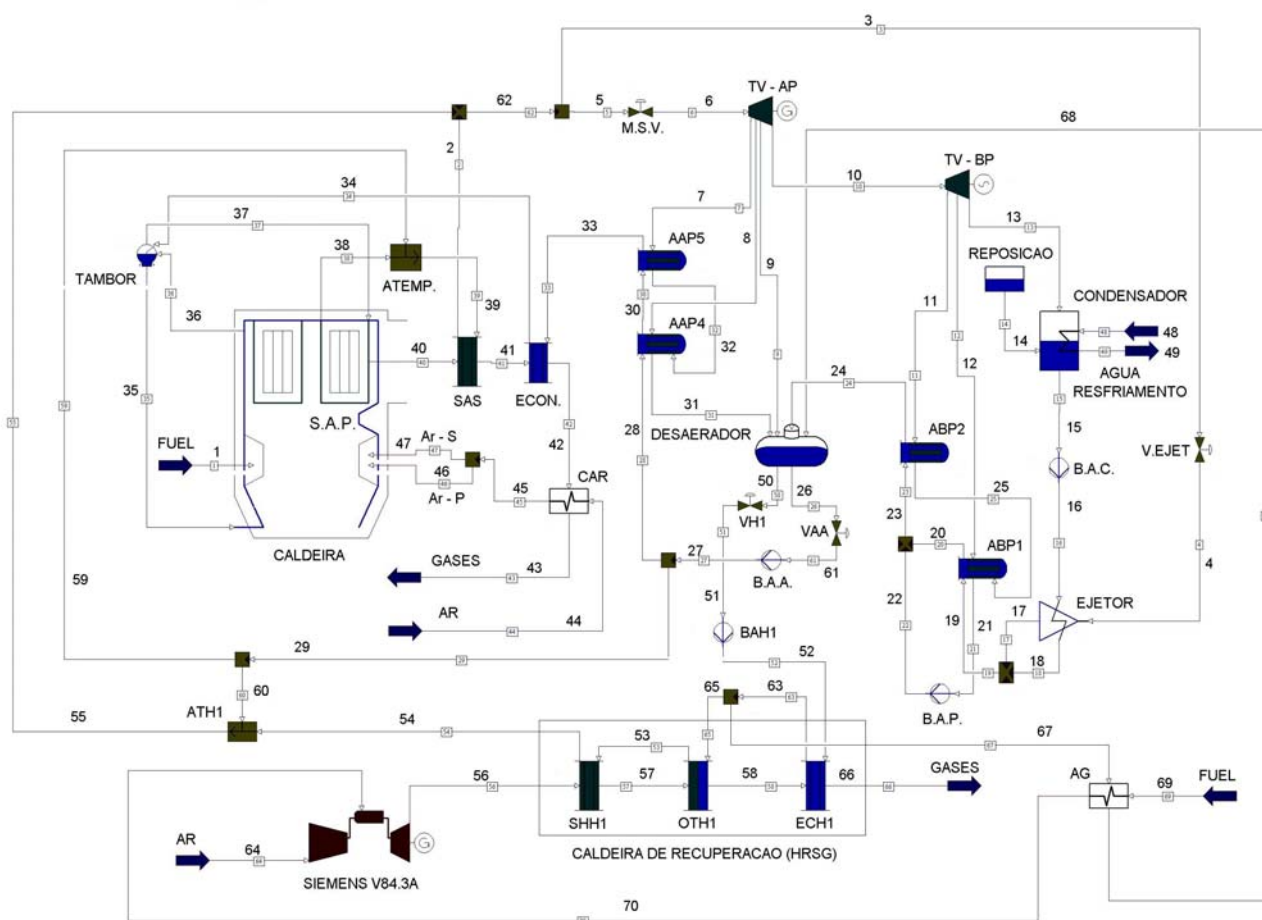 3
TV - AP
62
5
6
M.S.V.
G
68
2
TV - BP
10
S
34
7
13
37
33
AAP5
8
REPOSICAO
38
9
TAMBOR
ATEMP.
39
30
11
CONDENSADOR
36
AAP4
12
14
48
40
41
32
49
AGUA
RESFRIAMENTO
35
31
24
SAS
ECON.
S.A.P.
28
DESAERADOR
15
FUEL
1
47
Ar - S
42
ABP2
V.EJET
46
CAR
50
26
25
B.A.C.
Ar - P
45
23
16
VH1
VAA
20
ABP1
CALDEIRA
27
59
GASES
43
B.A.A.
61
4
51
22
EJETOR
AR
44
19
21
17
BAH1
29
52
18
60
65
63
B.A.P.
ATH1
67
55
54
53
56
57
58
66
GASES
AG
69
FUEL
SHH1
OTH1
ECH1
AR
64
G
CALDEIRA DE RECUPERACAO (HRSG)
SIEMENS V84.3A
70